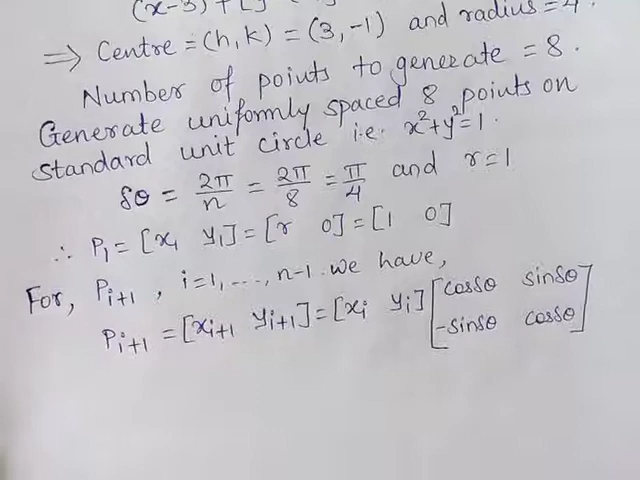 (x-3)+[y
⇒ Centre = (h, k) = (3, -1) and radius = 4.
Number of points to generate = 8.
Generate uniformly spaced 8 points on
standard unit circle i.e. x²+y²=1.
δθ = 2π/n = 2π/8 = π/4 and r=1
∴ P₁ = [x₁ y₁] = [r 0] = [1 0]
For, Pᵢ₊₁, i=1, ..., n-1 we have,
Pᵢ₊₁ = [xᵢ₊₁ yᵢ₊₁] = [xᵢ yᵢ] [cosδθ sinδθ
-sinδθ cosδθ]